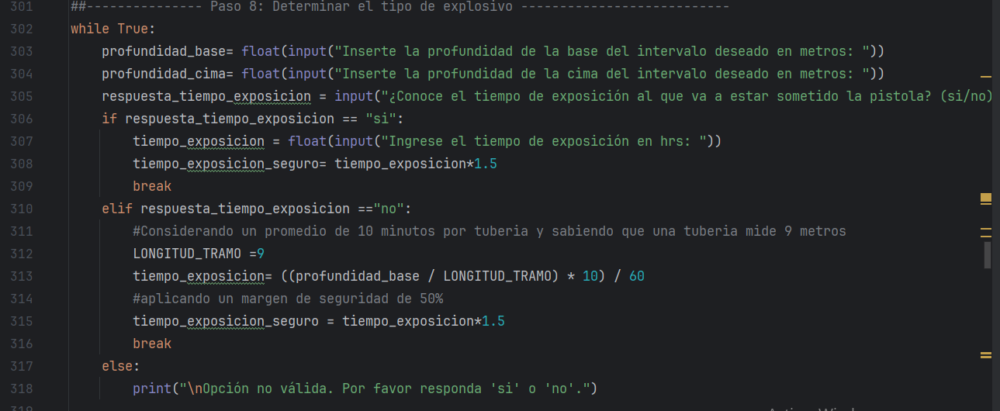 301 ##--------------- Paso 8: Determinar el tipo de explosivo ---------------------------
302 while True:
303 profundidad_base= float(input("Inserte la profundidad de la base del intervalo deseado en metros: "))
304 profundidad_cima= float(input("Inserte la profundidad de la cima del intervalo deseado en metros: "))
305 respuesta_tiempo_exposicion = input("¿Conoce el tiempo de exposición al que va a estar sometido la pistola? (si/no)
306 if respuesta_tiempo_exposicion == "si":
307 tiempo_exposicion = float(input("Ingrese el tiempo de exposición en hrs: "))
308 tiempo_exposicion_seguro= tiempo_exposicion*1.5
309 break
310 elif respuesta_tiempo_exposicion =="no":
311 #Considerando un promedio de 10 minutos por tuberia y sabiendo que una tuberia mide 9 metros
312 LONGITUD_TRAMO =9
313 tiempo_exposicion= ((profundidad_base / LONGITUD_TRAMO) * 10) / 60
314 #aplicando un margen de seguridad de 50%
315 tiempo_exposicion_seguro = tiempo_exposicion*1.5
316 break
317 else:
318 print("\nOpción no válida. Por favor responda 'si' o 'no'.")
319